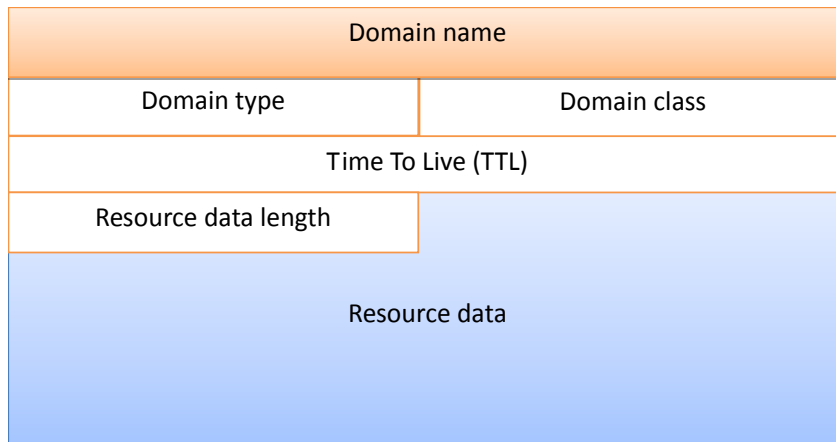 Domain name
Domain type
Domain class
Time To Live (TTL)
Resource data length
Resource data